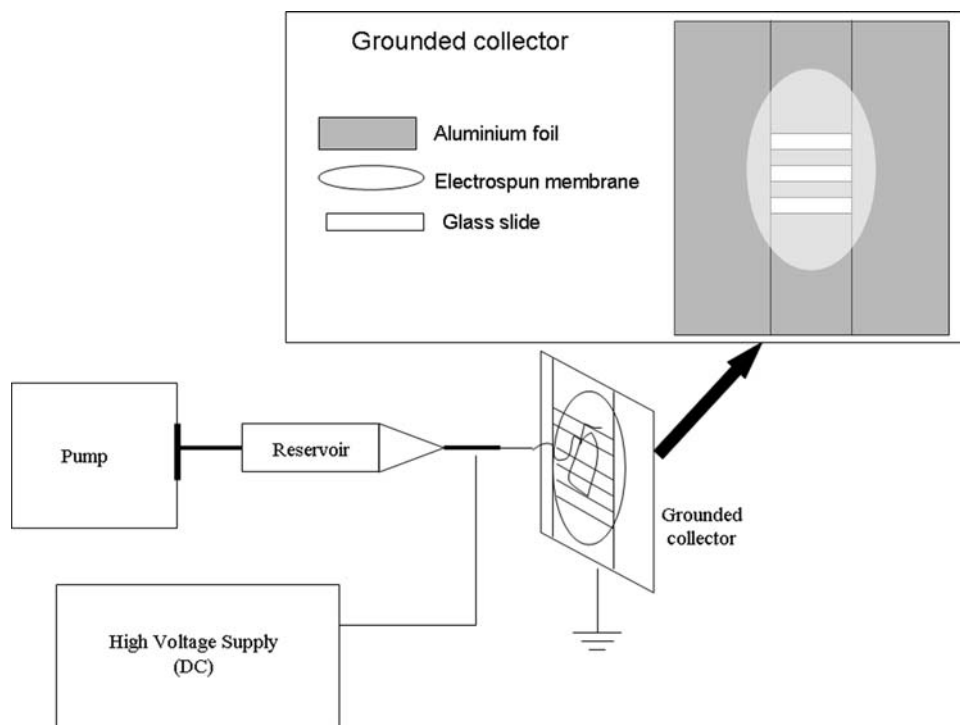 Grounded collector
Aluminium foil
Electrospun membrane
Glass slide
Pump
Reservoir
Grounded
collector
High Voltage Supply
(DC)